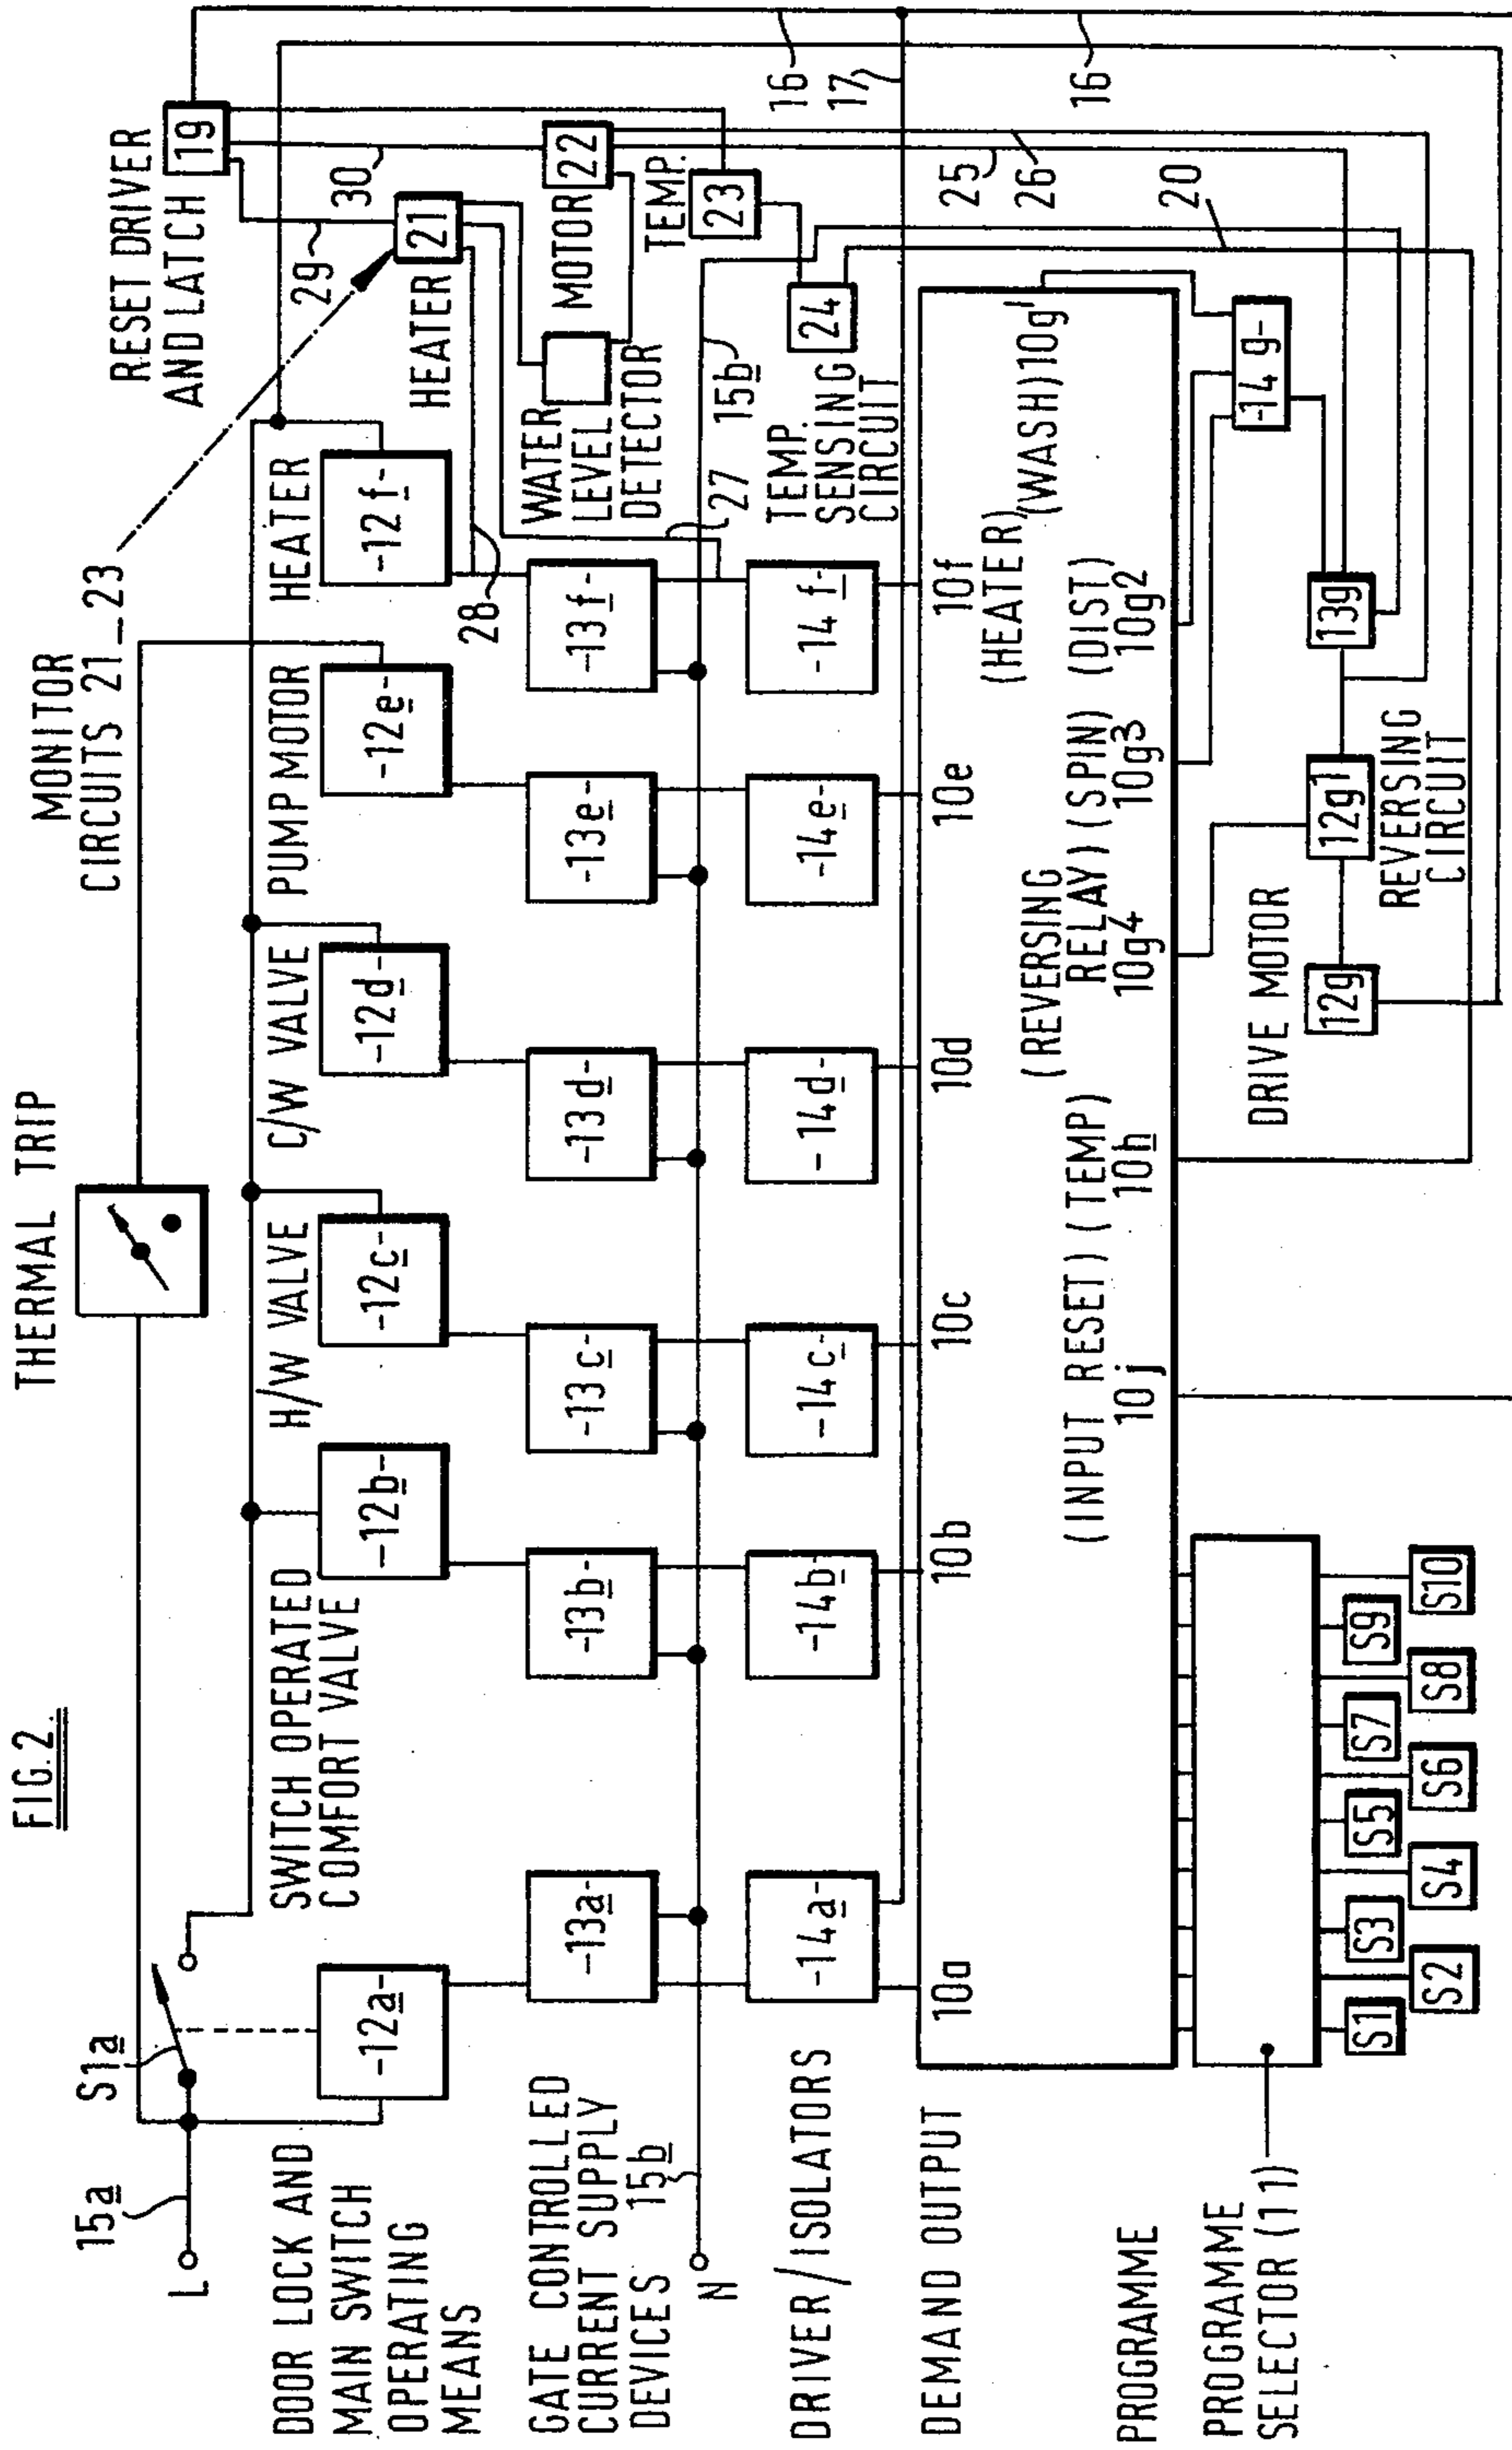 FIG.2.
THERMAL TRIP
MONITOR
CIRCUITS 21_23
RESET DRIVER
AND LATCH
19
15a
L
S1a
DOOR LOCK AND
MAIN SWITCH
OPERATING
MEANS
SWITCH OPERATED
COMFORT VALVE
H/W VALVE
C/W VALVE
PUMP MOTOR
HEATER
-12a-
-12b-
-12c-
-12d-
-12e-
-12f-
HEATER
21
29
30
28
27
WATER
LEVEL
DETECTOR
MOTOR
22
TEMP.
23
GATE CONTROLLED
CURRENT SUPPLY
DEVICES
15b
N
-13a-
-13b-
-13c-
-13d-
-13e-
-13f-
15b
TEMP.
SENSING
CIRCUIT
24
16
17
16
25
26
20
DRIVER/ISOLATORS
-14a-
-14b-
-14c-
-14d-
-14e-
-14f-
DEMAND OUTPUT
10a
10b
10c
10d
10e
10f
(HEATER)
(WASH)10g'
(REVERSING
RELAY)
10g4
(SPIN)
10g3
(DIST)
10g2
(INPUT RESET)
10j
(TEMP)
10h
PROGRAMME
PROGRAMME
SELECTOR (11)
S1
S2
S3
S4
S5
S6
S7
S8
S9
S10
DRIVE MOTOR
12g
12g1
REVERSING
CIRCUIT
13g
-14g-